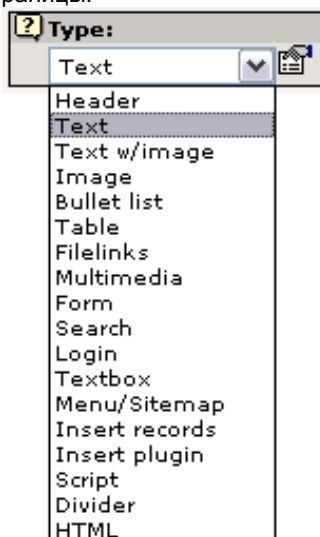 раницы.
Type:
Text
Header
Text
Text w/image
Image
Bullet list
Table
Filelinks
Multimedia
Form
Search
Login
Textbox
Menu/Sitemap
Insert records
Insert plugin
Script
Divider
HTML